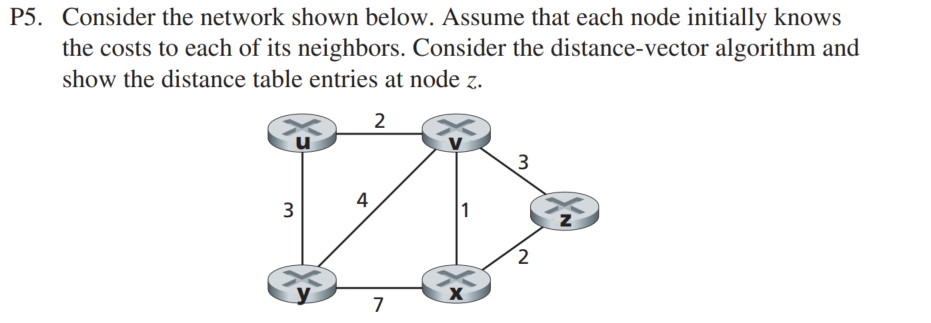 P5. Consider the network shown below. Assume that each node initially knows
the costs to each of its neighbors. Consider the distance-vector algorithm and
show the distance table entries at node z.
2
u
v
3
3
4
1
z
2
y
x
7